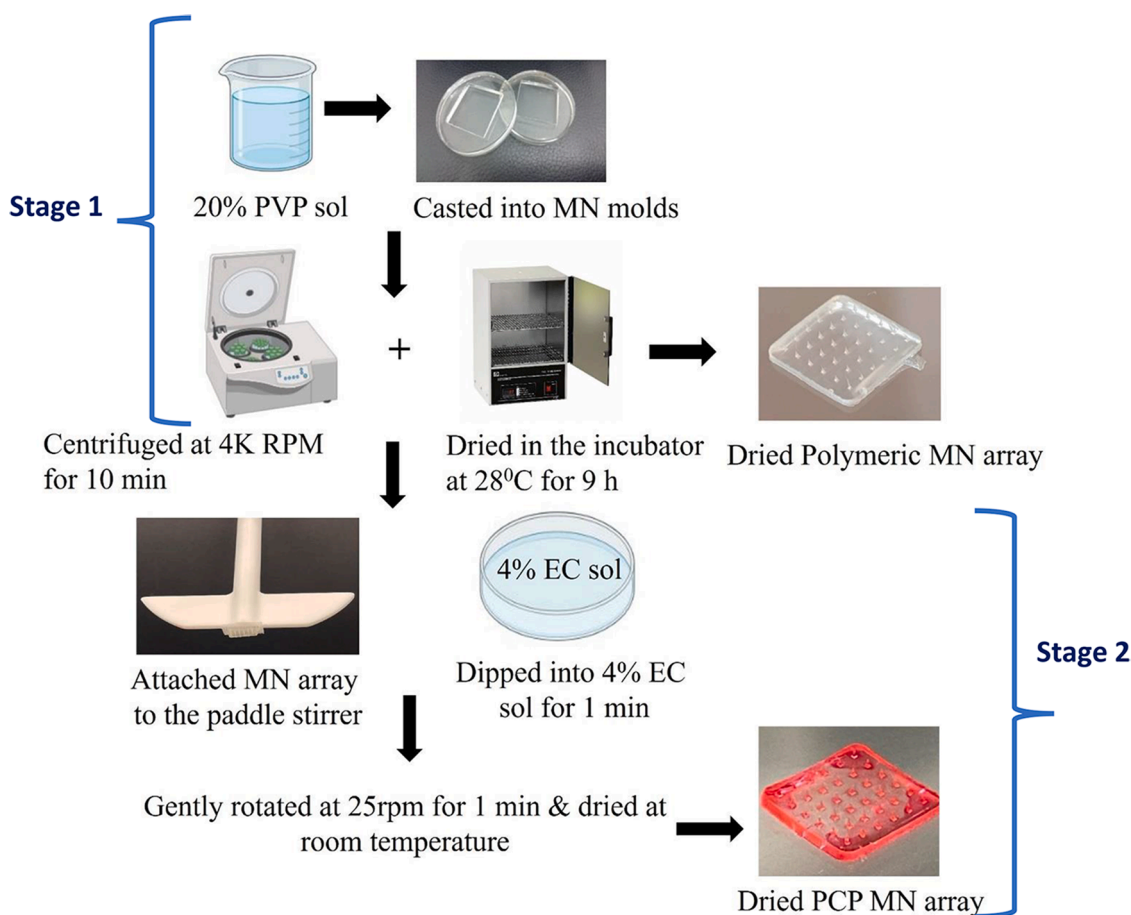 Stage 1
20% PVP sol
Casted into MN molds
+
Centrifuged at 4K RPM
for 10 min
Dried in the incubator
at 28⁰C for 9 h
Dried Polymeric MN array
4% EC sol
Attached MN array
to the paddle stirrer
Dipped into 4% EC
sol for 1 min
Stage 2
Gently rotated at 25rpm for 1 min & dried at
room temperature
Dried PCP MN array